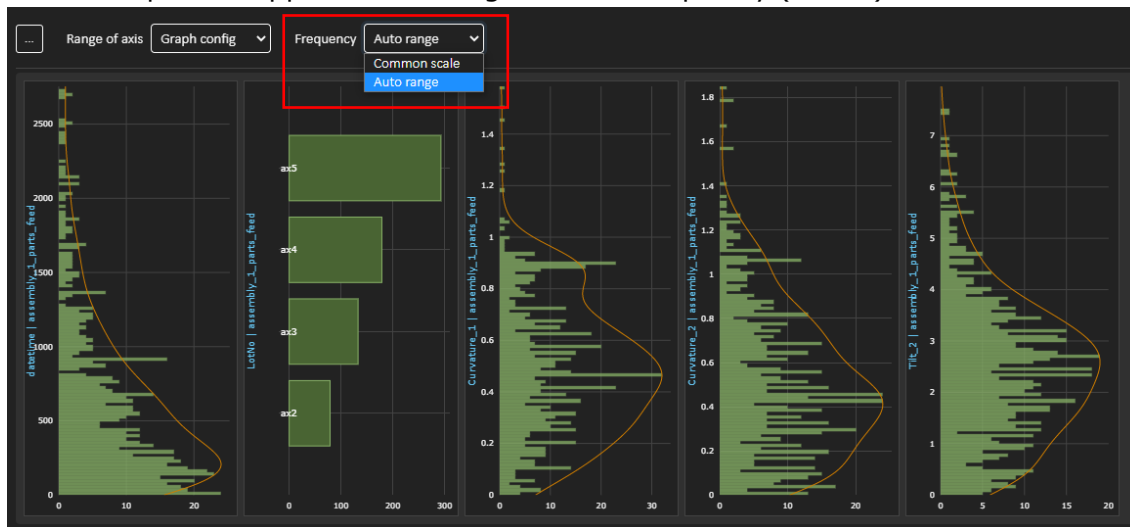 ... Range of axis Graph config Frequency Auto range
Common scale
Auto range
datetime | assembly_1_parts_feed
2500
2000
1500
1000
500
0
0 10 20
LotNo | assembly_1_parts_feed
ax5
ax4
ax3
ax2
0 100 200 300
Curvature_1 | assembly_1_parts_feed
1.4
1.2
1
0.8
0.6
0.4
0.2
0
0 10 20 30
Curvature_2 | assembly_1_parts_feed
1.8
1.6
1.4
1.2
1
0.8
0.6
0.4
0.2
0
0 10 20
Tilt_2 | assembly_1_parts_feed
7
6
5
4
3
2
1
0
0 5 10 15 20